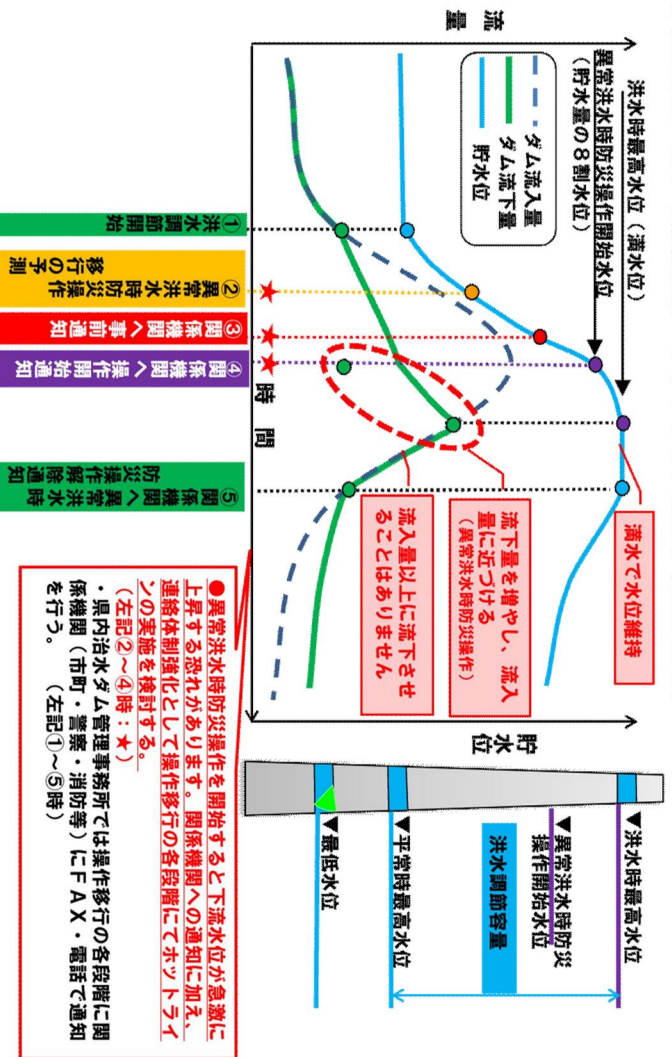 流量
貯水位
時間
洪水時最高水位（満水位）
異常洪水時防災操作開始水位
（貯水量の８割水位）
ダム流入量
ダム流下量
貯水位
満水で水位維持
流下量を増やし、流入
量に近づける
（異常洪水時防災操作）
流入量以上に流下させ
ることはありません
①洪水調節開始
②異常洪水時防災操作
移行の予測
③関係機関へ事前通知
④関係機関へ操作開始通知
⑤関係機関へ異常洪水時
防災操作解除通知
▼洪水時最高水位
▼異常洪水時防災
操作開始水位
洪水調節容量
▼平常時最高水位
▼最低水位
●異常洪水時防災操作を開始すると下流水位が急激に
上昇する恐れがあります。関係機関への通知に加え、
連絡体制強化として操作移行の各段階にてホットライ
ンの実施を検討する。
（左記②～④時：★）
・県内治水ダム管理事務所では操作移行の各段階に関
係機関（市町・警察・消防等）にＦＡＸ・電話で通知
を行う。　（左記①～⑤時）